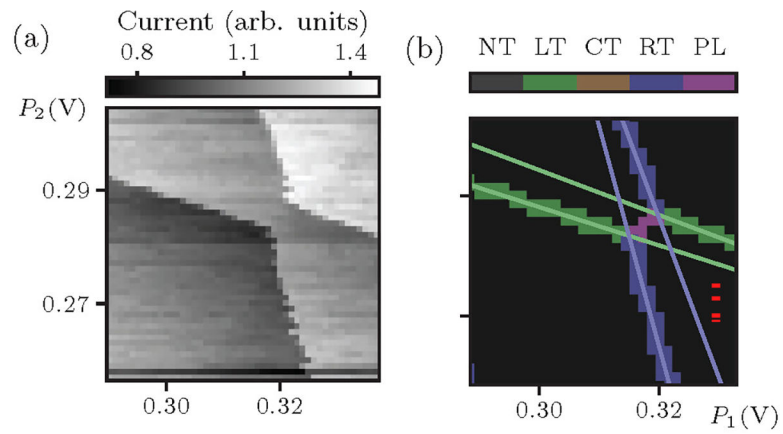 (a)
Current (arb. units)
0.8 1.1 1.4
P₂(V)
0.29
0.27
0.30 0.32
(b)
NT LT CT RT PL
0.30 0.32 P₁(V)